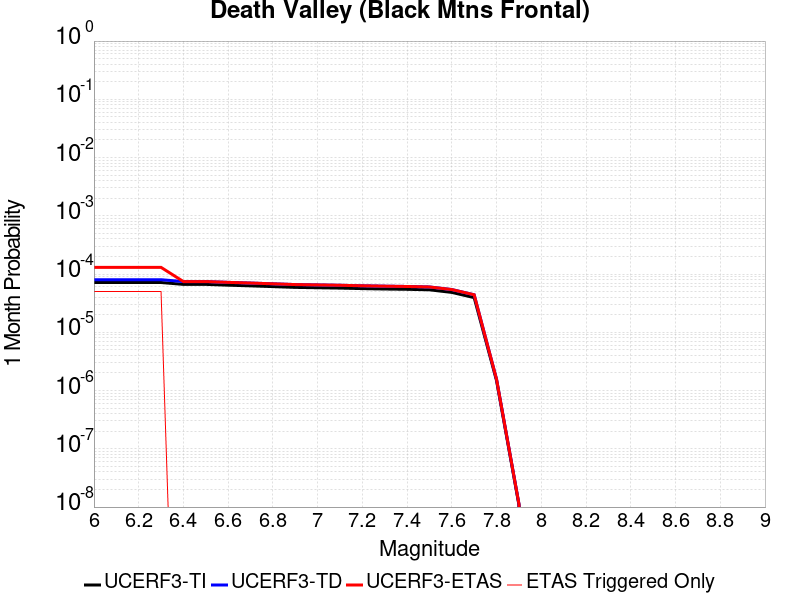 Death Valley (Black Mtns Frontal)
1 Month Probability
10^0
10^-1
10^-2
10^-3
10^-4
10^-5
10^-6
10^-7
10^-8
6 6.2 6.4 6.6 6.8 7 7.2 7.4 7.6 7.8 8 8.2 8.4 8.6 8.8 9
Magnitude
UCERF3-TI UCERF3-TD UCERF3-ETAS ETAS Triggered Only